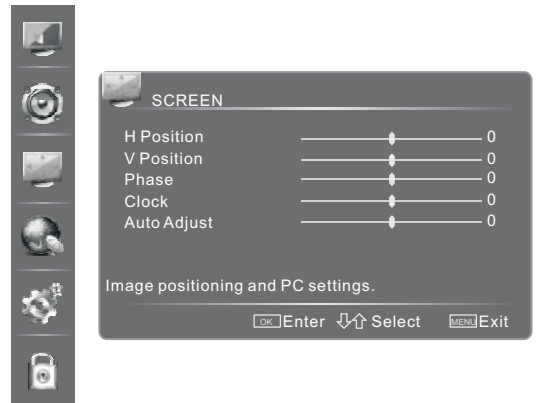 SCREEN
H Position 0
V Position 0
Phase 0
Clock 0
Auto Adjust 0
Image positioning and PC settings.
OK Enter Select MENU Exit